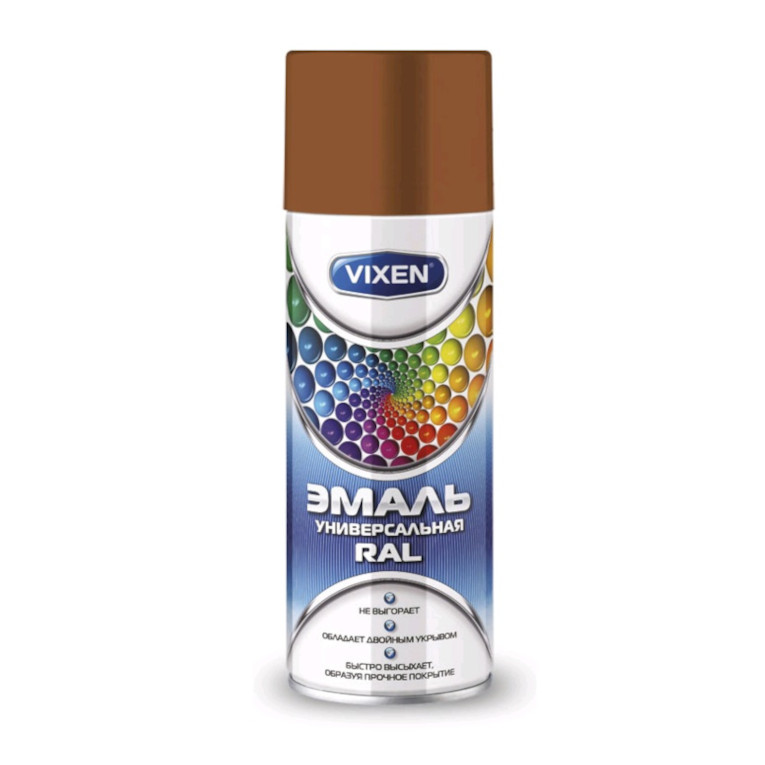 VIXEN®
ЭМАЛЬ
УНИВЕРСАЛЬНАЯ
RAL
НЕ ВЫГОРАЕТ
ОБЛАДАЕТ ДВОЙНЫМ УКРЫВОМ
БЫСТРО ВЫСЫХАЕТ,
ОБРАЗУЯ ПРОЧНОЕ ПОКРЫТИЕ